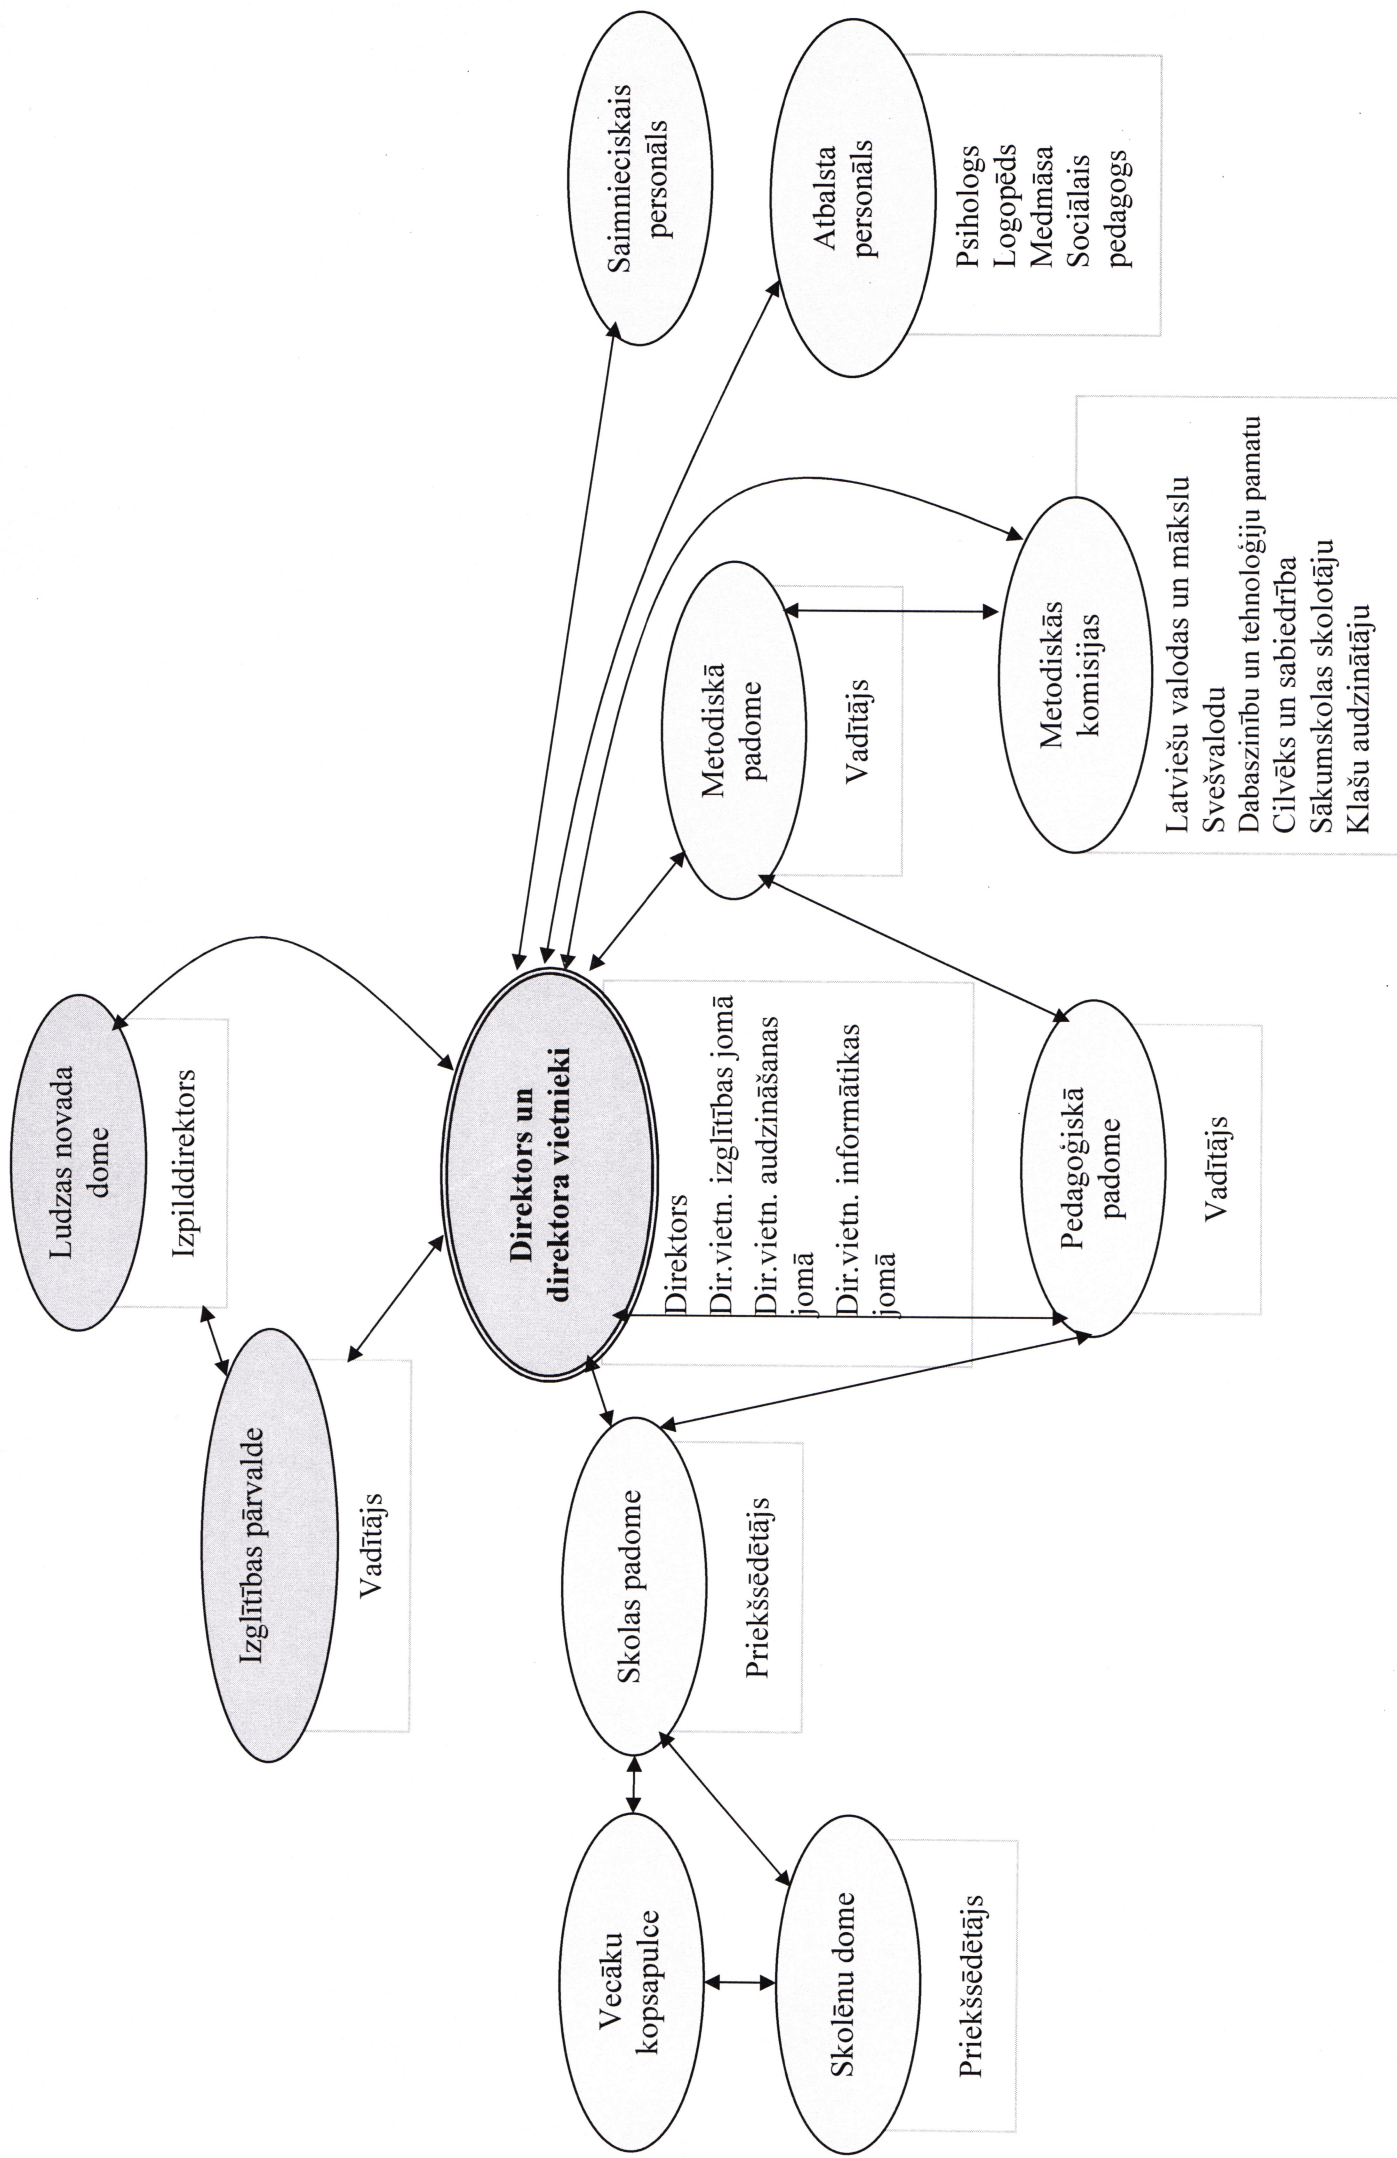 Ludzas novada
dome
Izpilddirektors
Izglītības pārvalde
Vadītājs
Direktors un
direktora vietnieki
Direktors
Dir.vietn. izglītības jomā
Dir.vietn. audzināšanas
jomā
Dir.vietn. informātikas
jomā
Vecāku
kopsapulce
Skolas padome
Priekšsēdētājs
Skolēnu dome
Priekšsēdētājs
Saimnieciskais
personāls
Metodiskā
padome
Vadītājs
Atbalsta
personāls
Psihologs
Logopēds
Medmāsa
Sociālais
pedagogs
Pedagoģiskā
padome
Vadītājs
Metodiskās
komisijas
Latviešu valodas un mākslu
Svešvalodu
Dabaszinību un tehnoloģiju pamatu
Cilvēks un sabiedrība
Sākumskolas skolotāju
Klašu audzinātāju